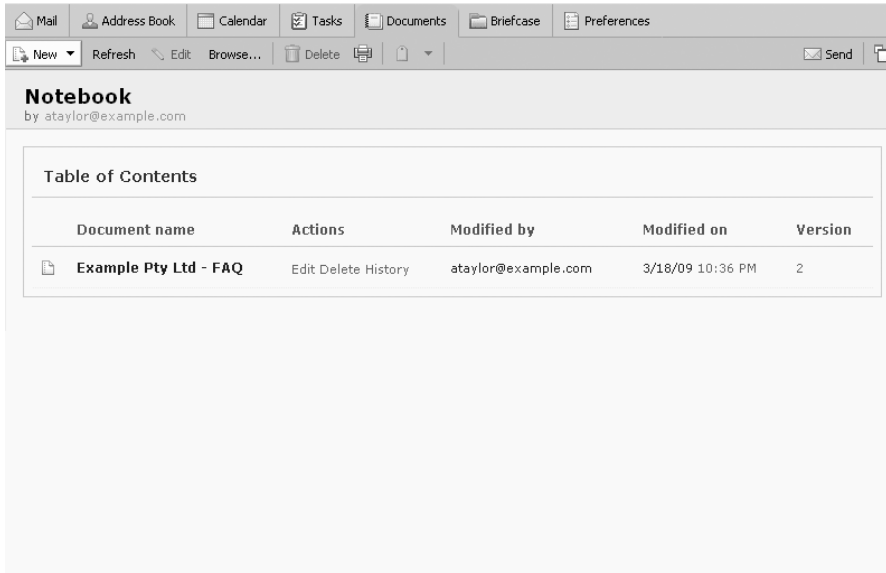 Mail Address Book Calendar Tasks Documents Briefcase Preferences
New Refresh Edit Browse... Delete Send
Notebook
by ataylor@example.com
Table of Contents
Document name Actions Modified by Modified on Version
Example Pty Ltd - FAQ Edit Delete History ataylor@example.com 3/18/09 10:36 PM 2